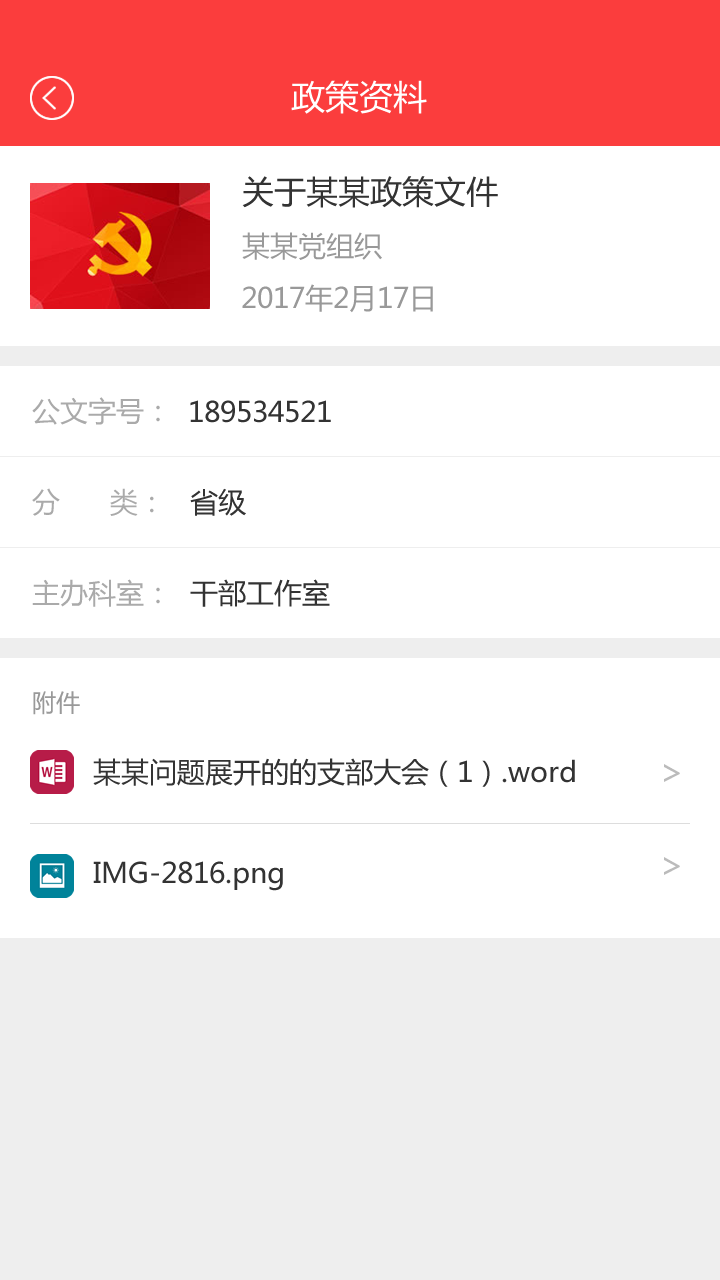 政策资料
关于某某政策文件
某某党组织
2017年2月17日
公文字号： 189534521
分 类： 省级
主办科室： 干部工作室
附件
W
某某问题展开的的支部大会（1）.word >
IMG-2816.png >